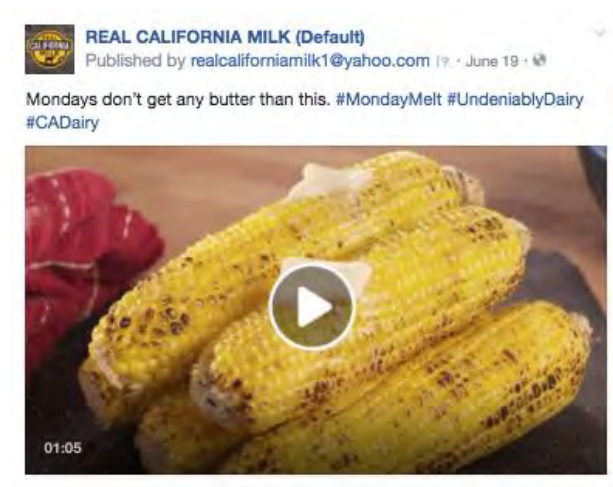 REAL CALIFORNIA MILK (Default)
Published by realcaliforniamilk1@yahoo.com · June 19 ·
Mondays don't get any butter than this. #MondayMelt #UndeniablyDairy
#CADairy
01:05